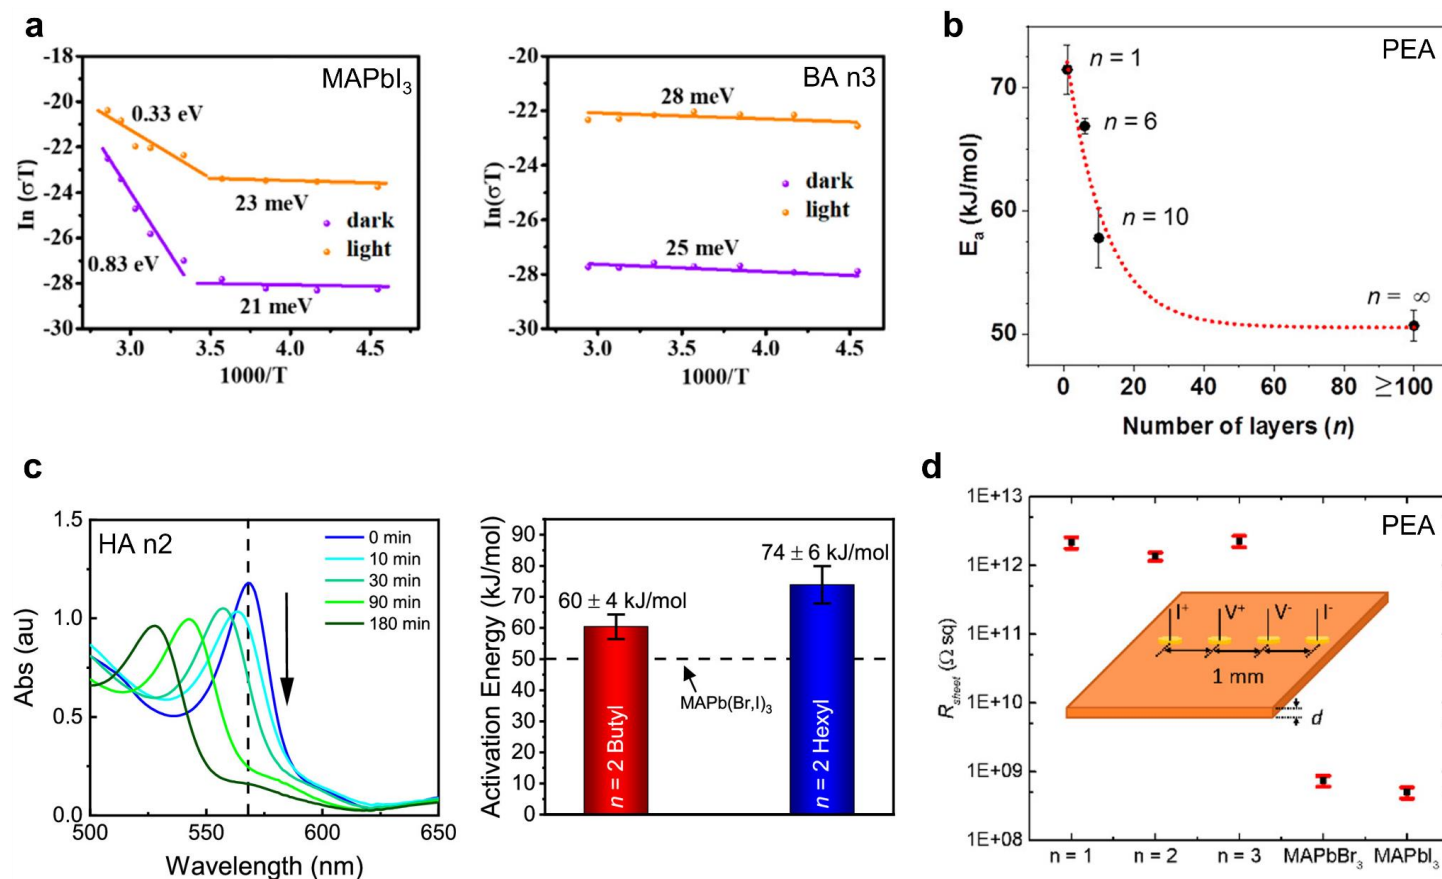 a
-18
-20
-22
-24
-26
-28
-30
In (σT)
MAPbI3
0.33 eV
23 meV
dark
light
0.83 eV
21 meV
3.0
3.5
4.0
4.5
1000/T
-18
-20
-22
-24
-26
-28
-30
In(σT)
BA n3
28 meV
dark
light
25 meV
3.0
3.5
4.0
4.5
1000/T
b
PEA
70
60
50
Ea (kJ/mol)
n = 1
n = 6
n = 10
n = ∞
0
20
40
60
80
≥100
Number of layers (n)
c
1.5
1.0
0.5
0.0
Abs (au)
HA n2
0 min
10 min
30 min
90 min
180 min
500
550
600
650
Wavelength (nm)
90
80
70
60
50
40
30
20
10
0
Activation Energy (kJ/mol)
60 ± 4 kJ/mol
74 ± 6 kJ/mol
MAPb(Br,I)3
n = 2 Butyl
n = 2 Hexyl
d
1E+13
1E+12
1E+11
1E+10
1E+09
1E+08
Rsheet (Ω sq)
PEA
I+
V+
V-
I-
1 mm
d
n = 1
n = 2
n = 3
MAPbBr3
MAPbI3